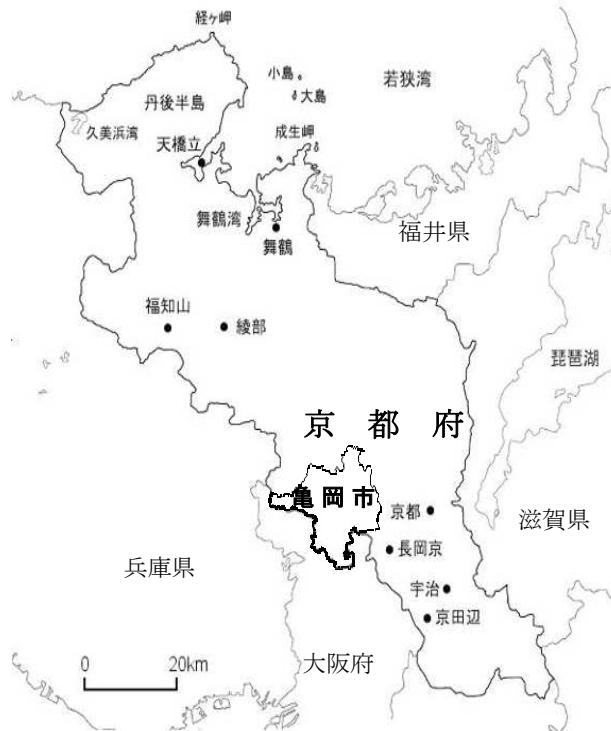 経ヶ岬
小島
大島
若狭湾
丹後半島
久美浜湾
天橋立
成生岬
舞鶴湾
舞鶴
福井県
福知山
綾部
琵琶湖
京都府
亀岡市
京都
滋賀県
長岡京
兵庫県
宇治
京田辺
大阪府
0 20km